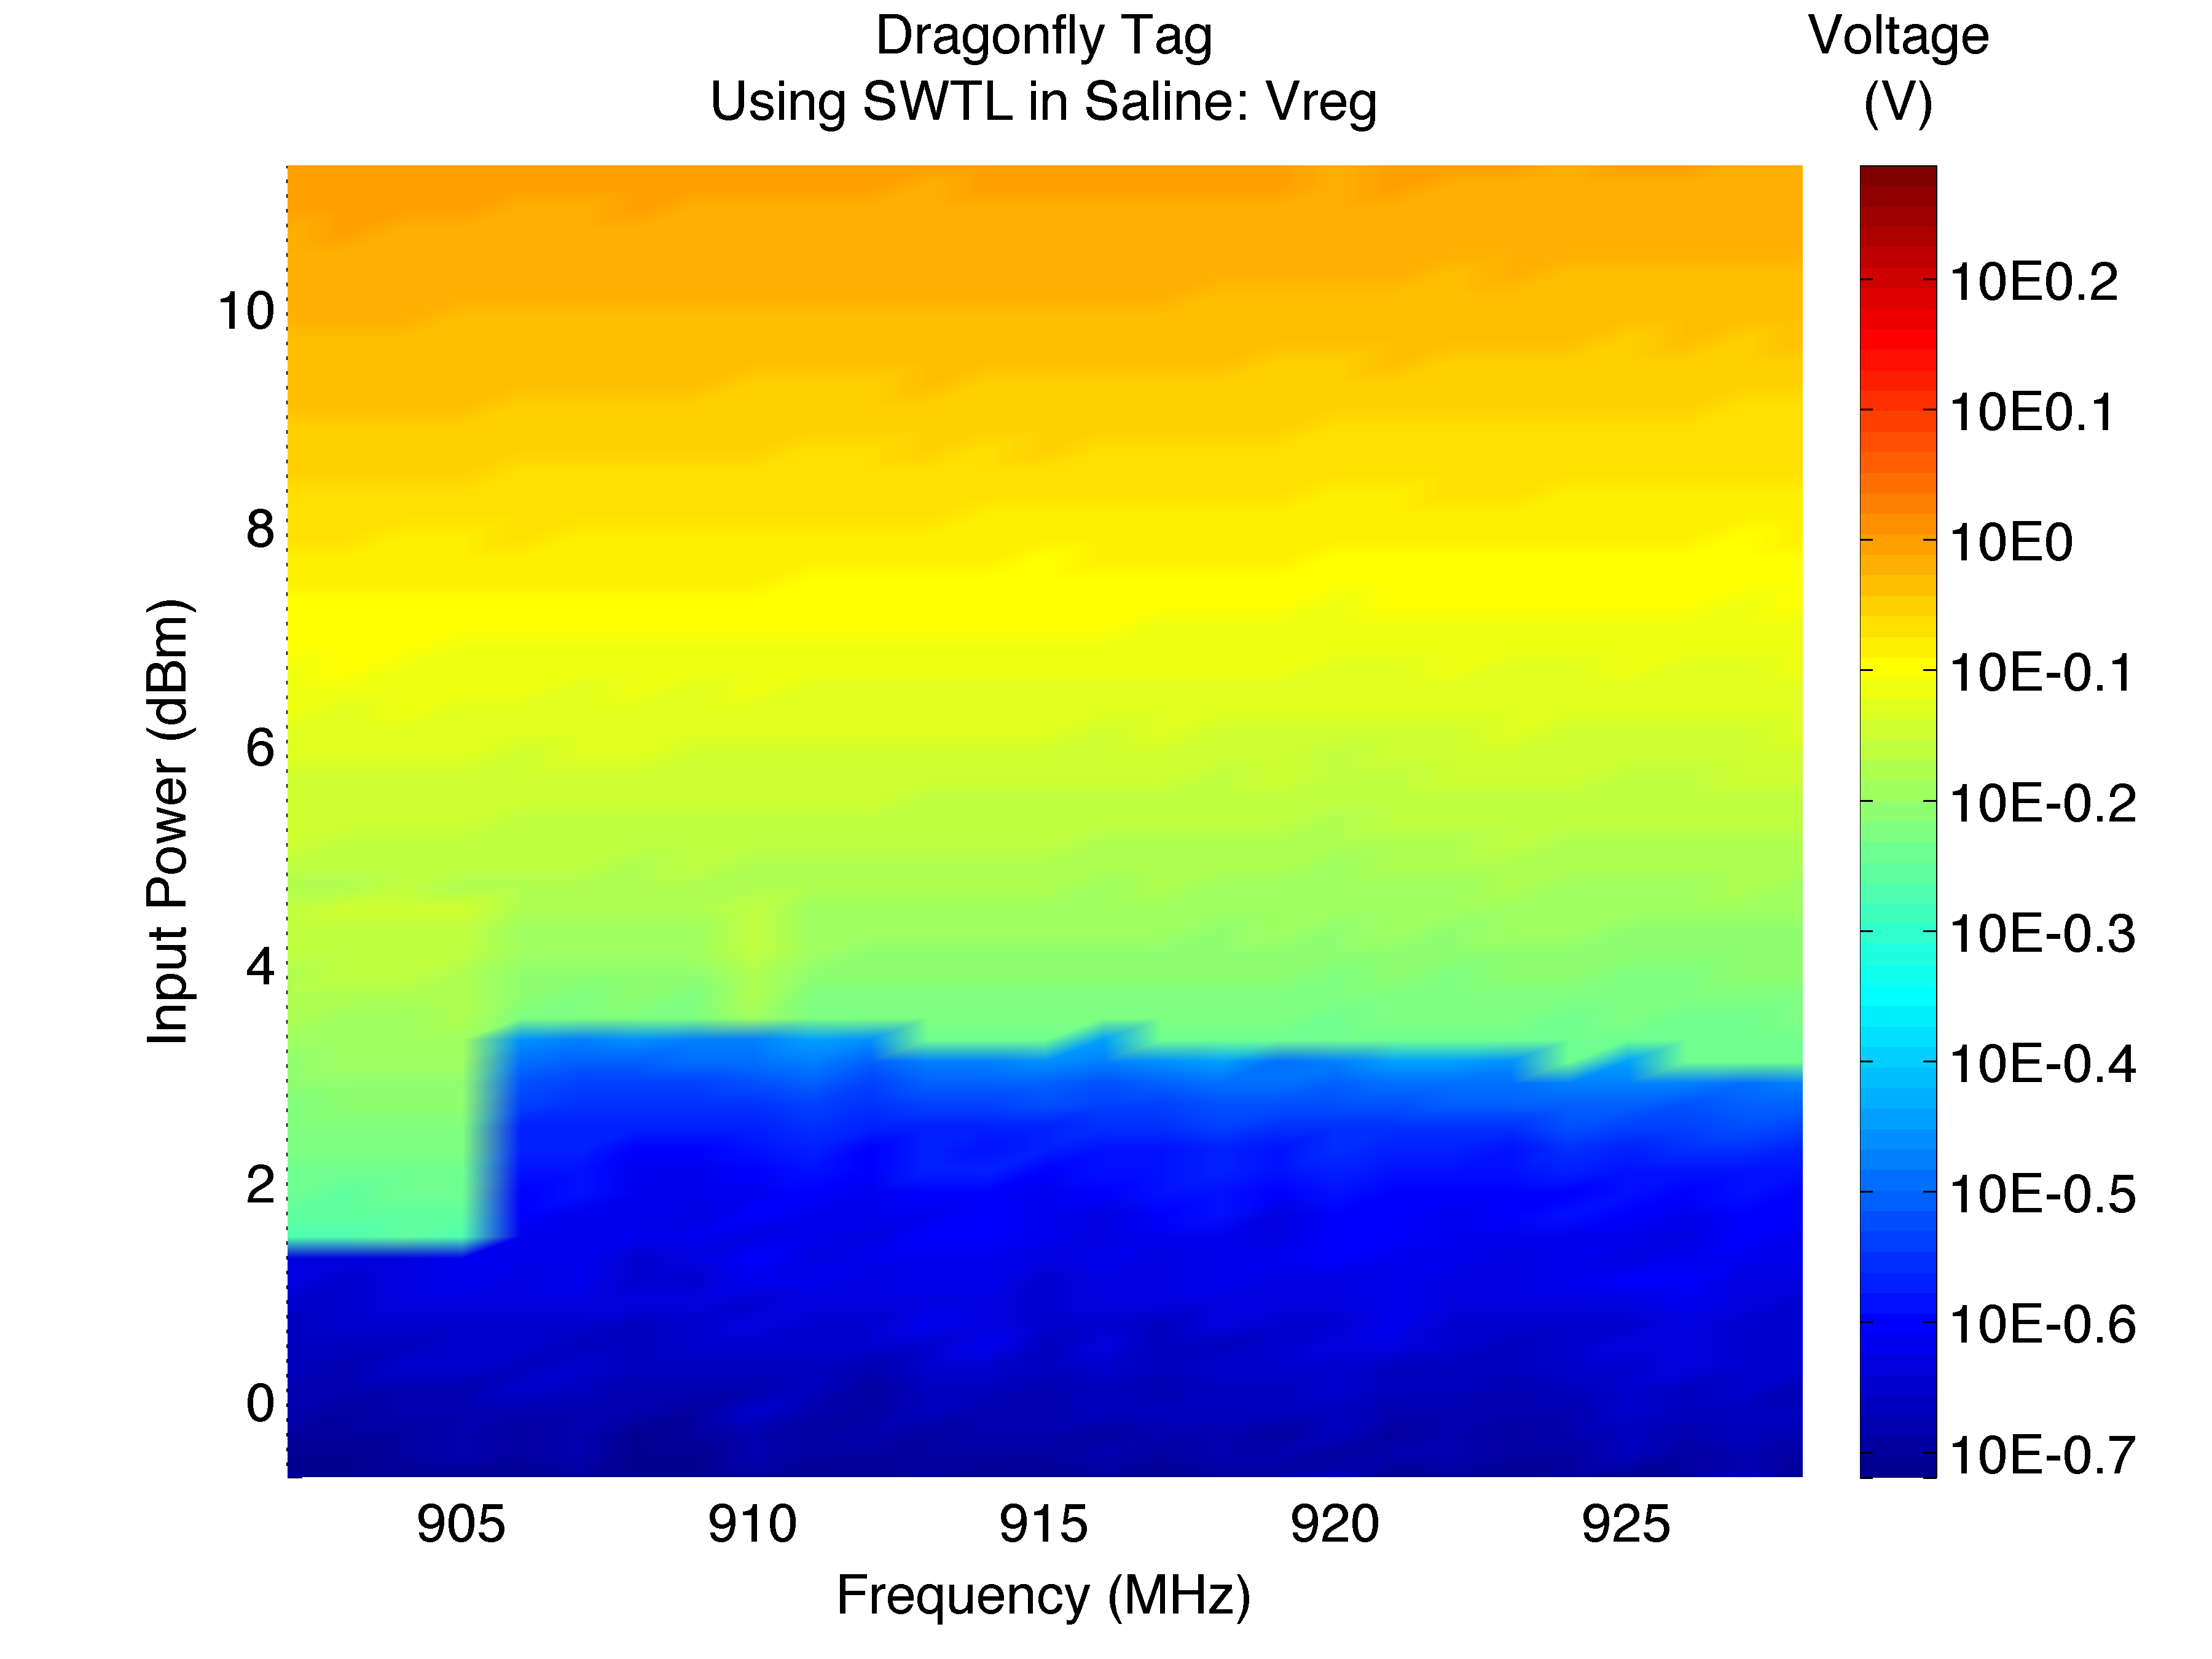 Dragonfly Tag
Using SWTL in Saline: Vreg
Voltage
(V)
10
8
6
4
2
0
Input Power (dBm)
905
910
915
920
925
Frequency (MHz)
10E0.2
10E0.1
10E0
10E-0.1
10E-0.2
10E-0.3
10E-0.4
10E-0.5
10E-0.6
10E-0.7